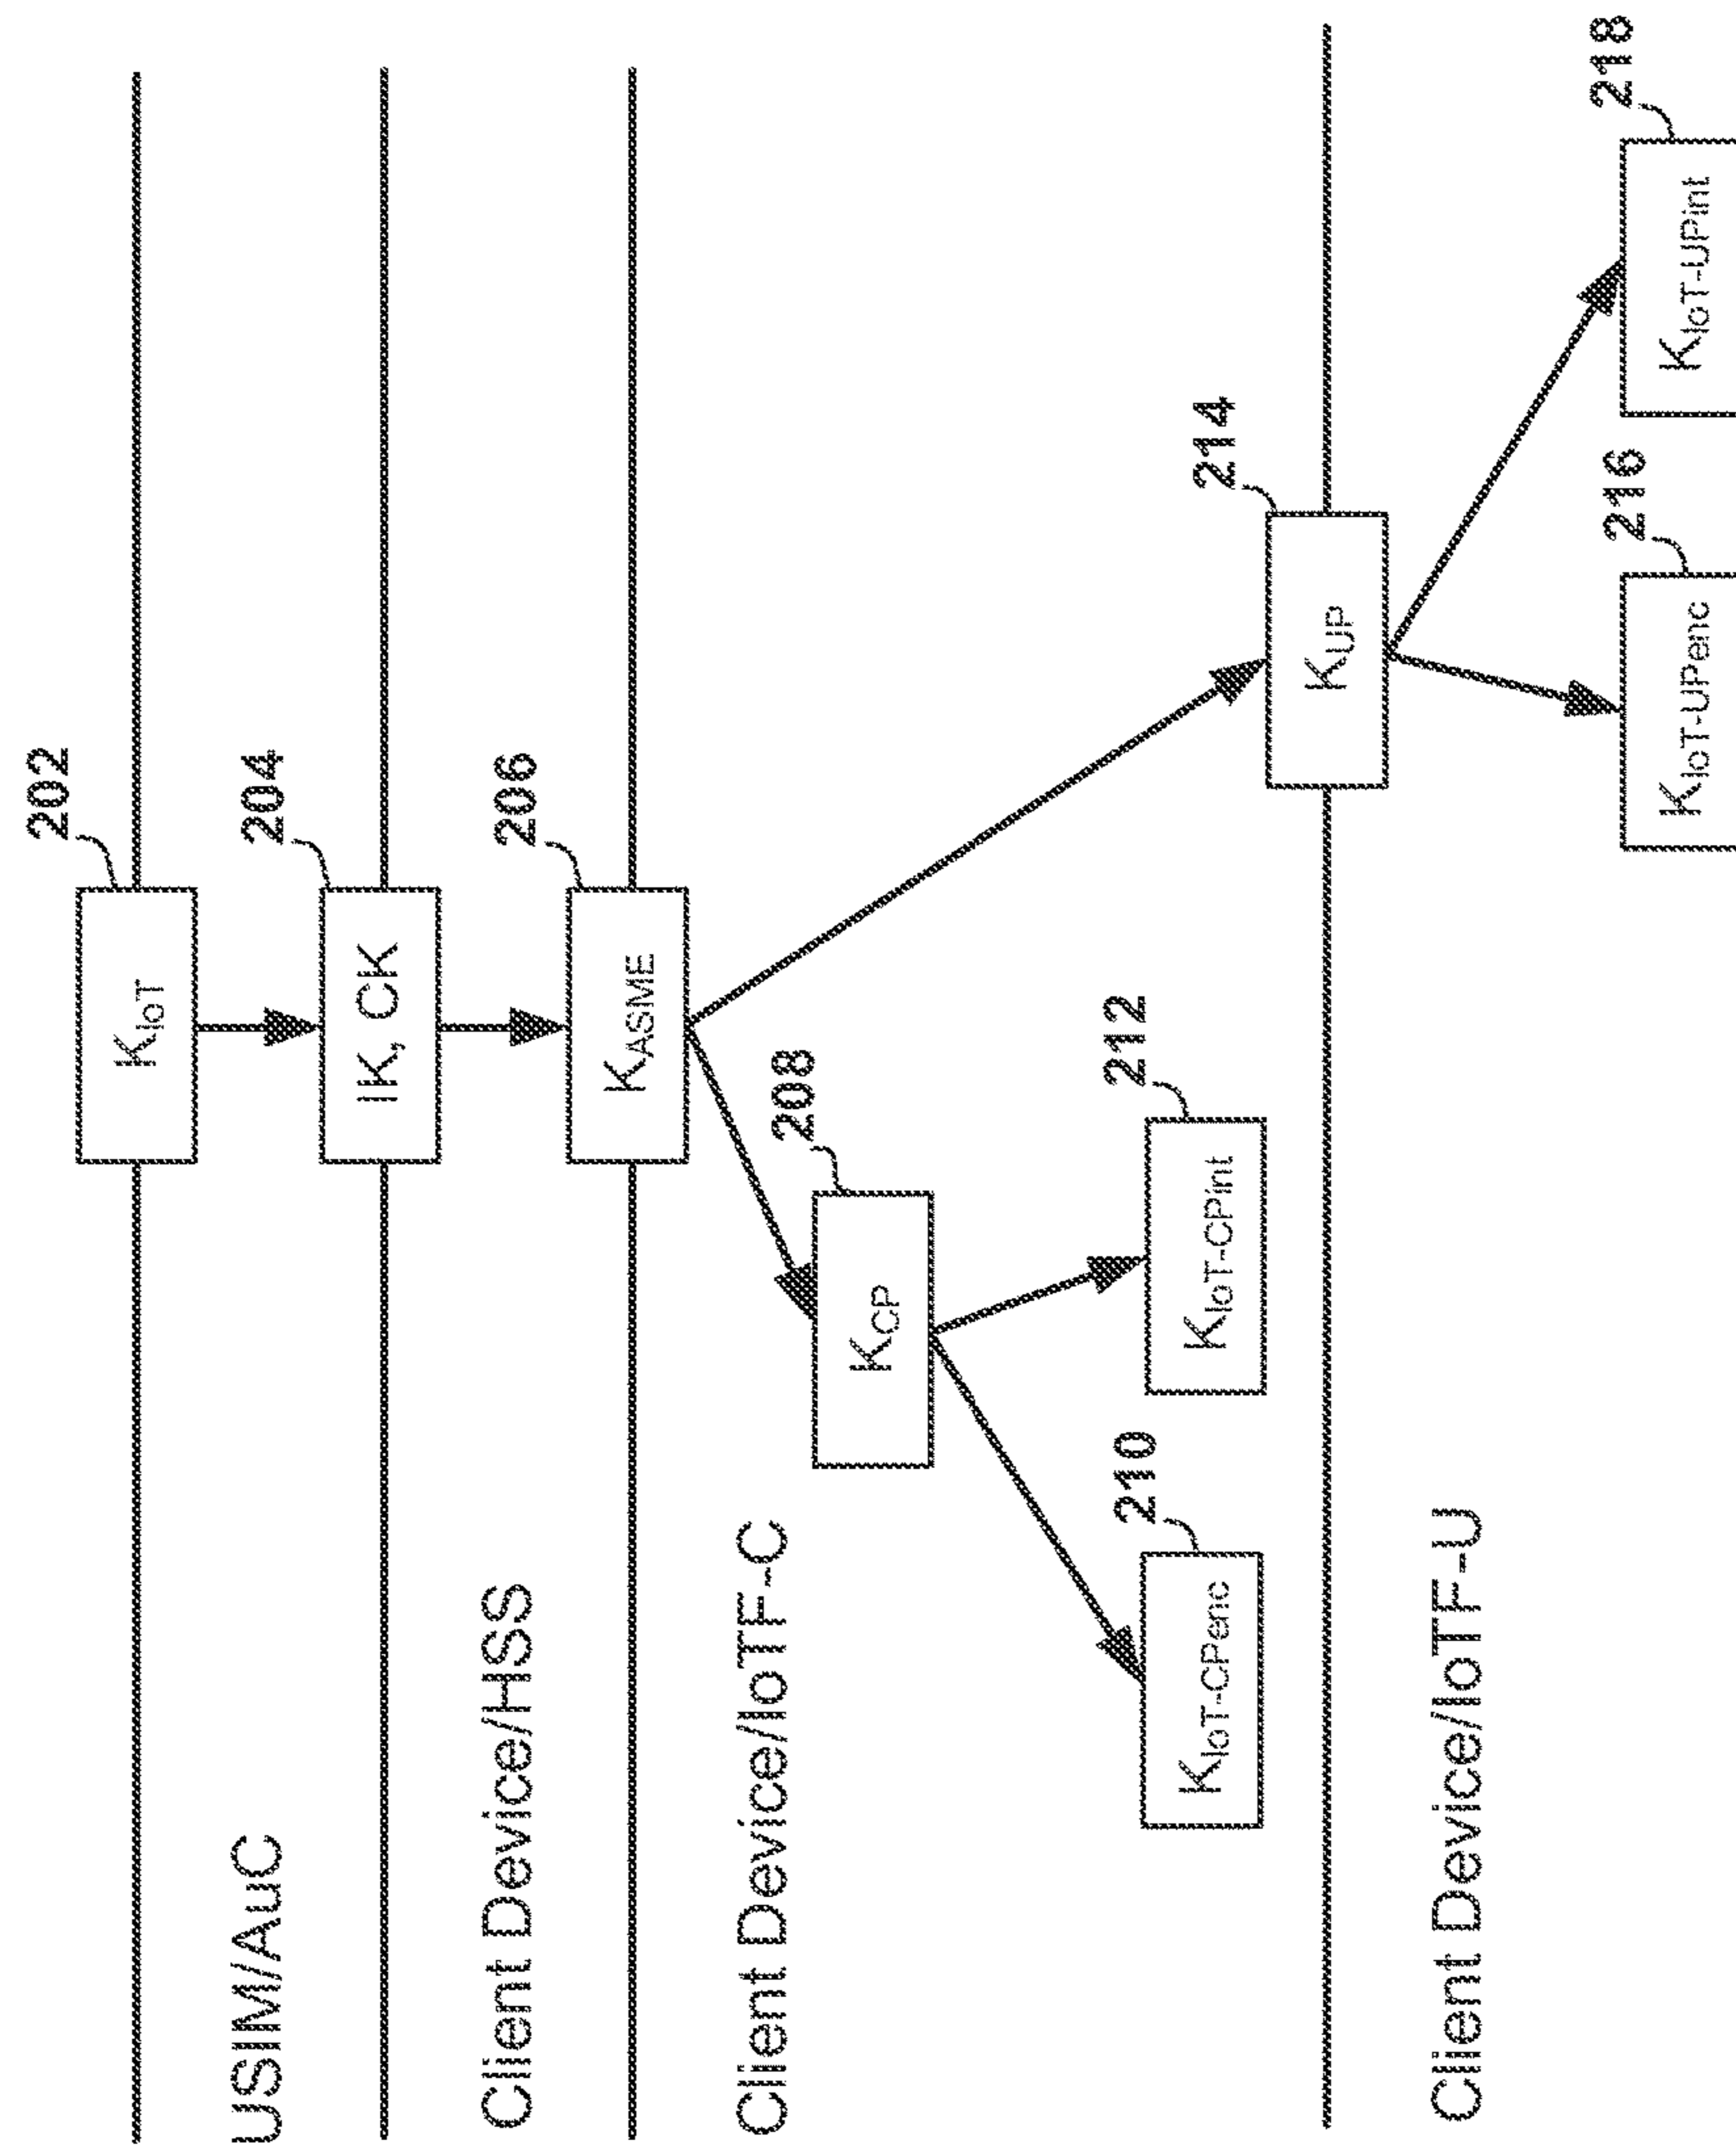 202
K_IoT
USIM/AuC
204
IK, CK
Client Device/HSS
206
K_ASME
Client Device/IoTF-C
208
K_CP
210
K_IoT-CPenc
212
K_IoT-CPint
214
K_UP
Client Device/IoTF-U
216
K_IoT-UPenc
218
K_IoT-UPint